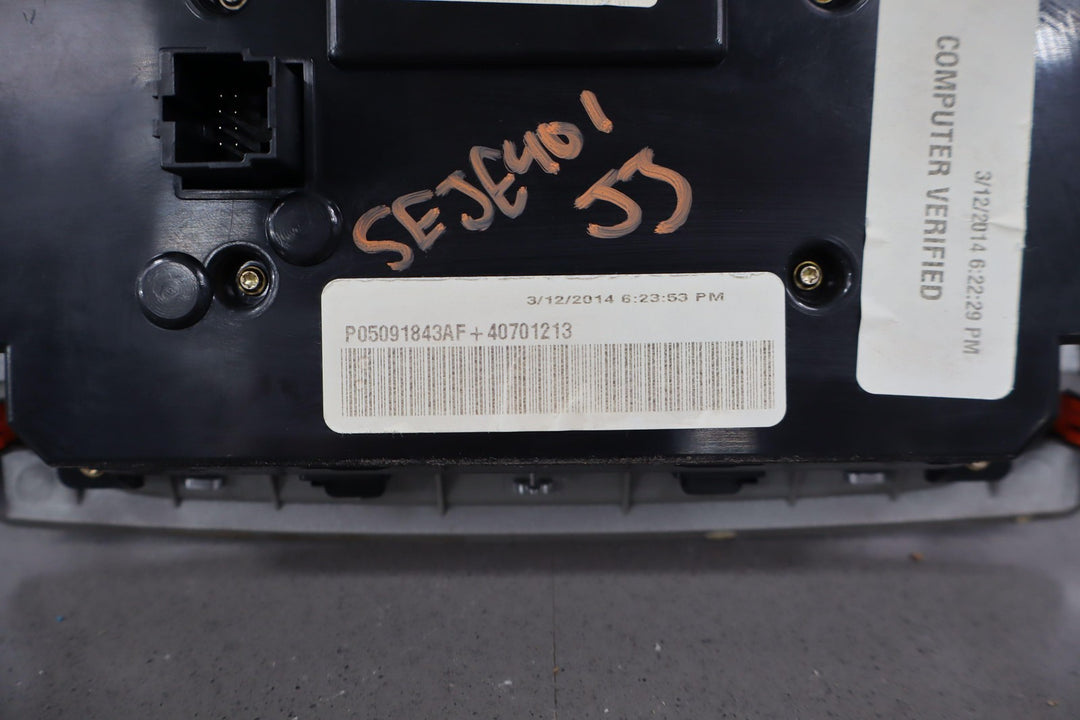 SEJE401
JJ
3/12/2014 6:23:53 PM
P05091843AF+40701213
3/12/2014 6:22:29 PM
COMPUTER VERIFIED